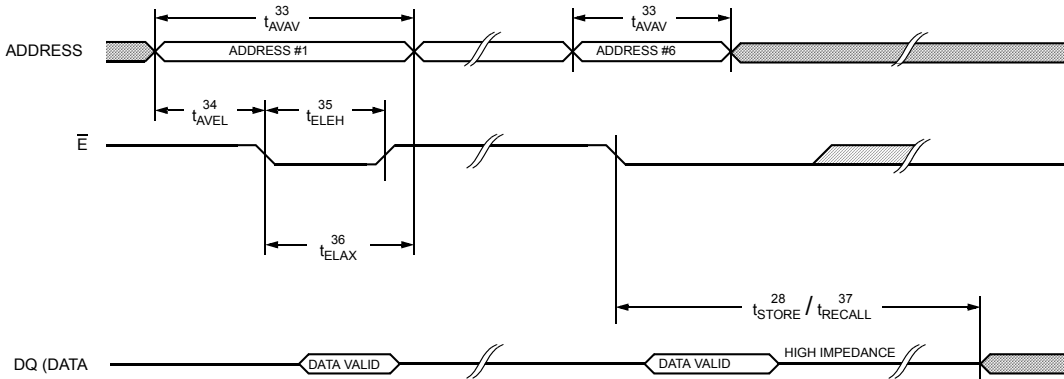 33
tAVAV
33
tAVAV
ADDRESS
ADDRESS #1
ADDRESS #6
34
tAVEL
35
tELEH
E
36
tELAX
28 37
tSTORE / tRECALL
DQ (DATA
DATA VALID
DATA VALID
HIGH IMPEDANCE